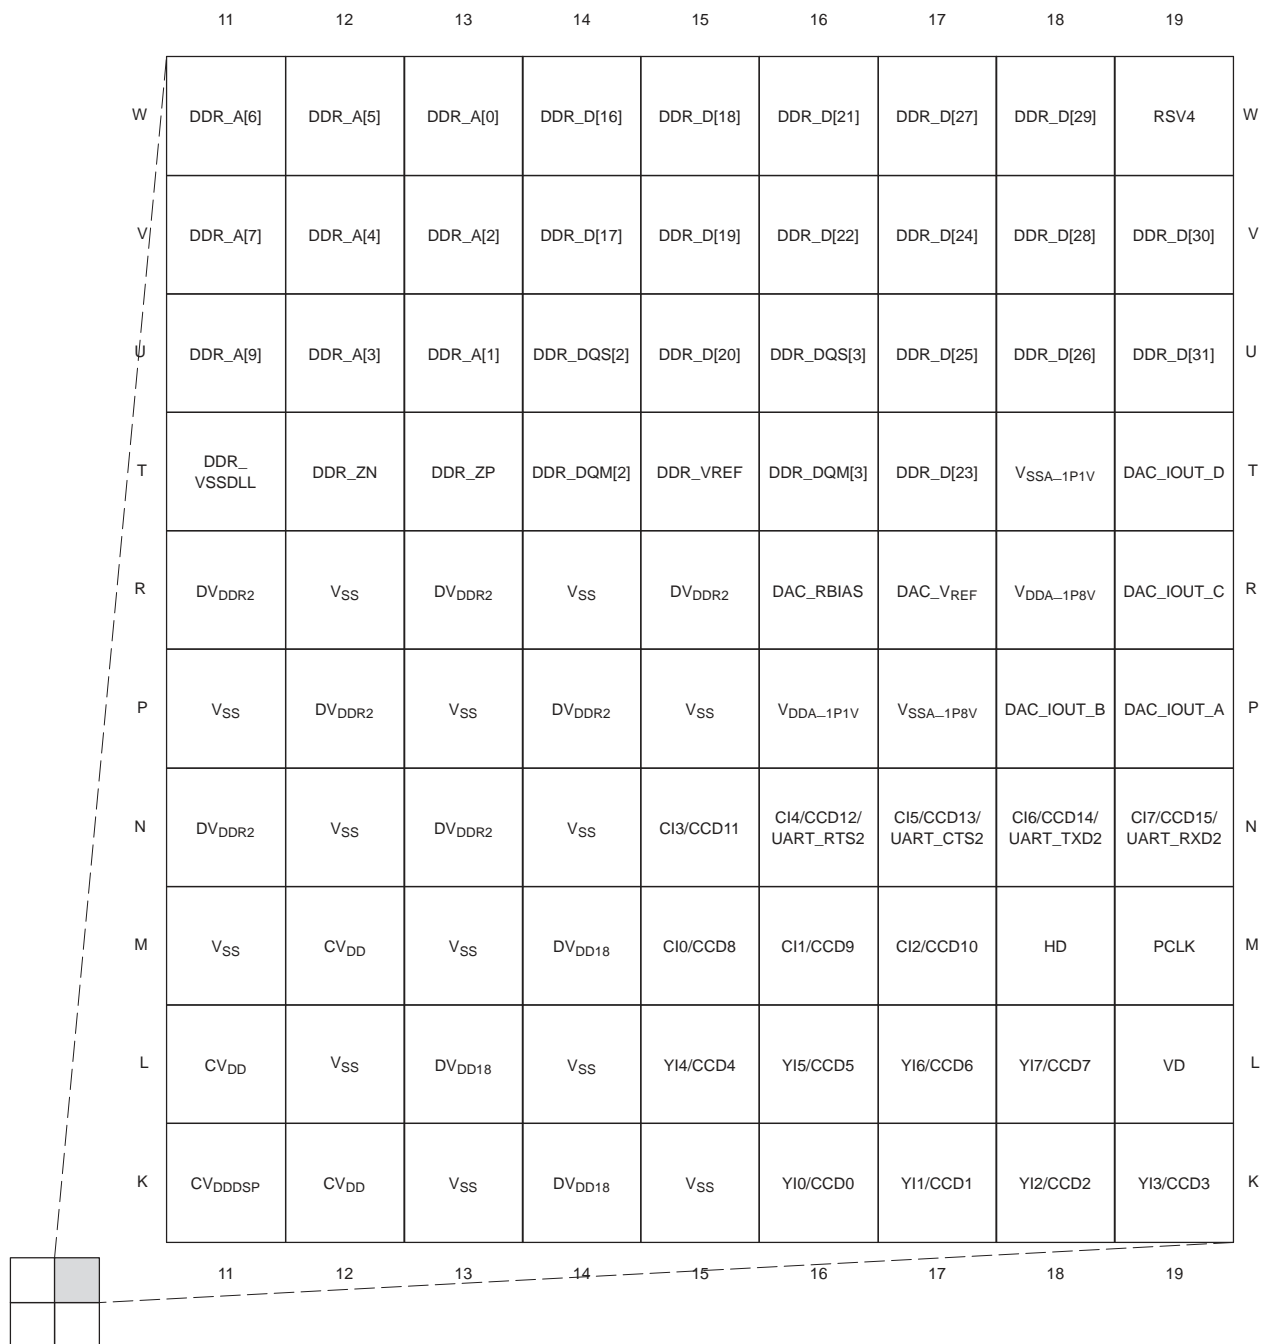 11 12 13 14 15 16 17 18 19
W DDR_A[6] DDR_A[5] DDR_A[0] DDR_D[16] DDR_D[18] DDR_D[21] DDR_D[27] DDR_D[29] RSV4 W
V DDR_A[7] DDR_A[4] DDR_A[2] DDR_D[17] DDR_D[19] DDR_D[22] DDR_D[24] DDR_D[28] DDR_D[30] V
U DDR_A[9] DDR_A[3] DDR_A[1] DDR_DQS[2] DDR_D[20] DDR_DQS[3] DDR_D[25] DDR_D[26] DDR_D[31] U
T DDR_ VSSDLL DDR_ZN DDR_ZP DDR_DQM[2] DDR_VREF DDR_DQM[3] DDR_D[23] VSSA_1P1V DAC_IOUT_D T
R DVDDR2 VSS DVDDR2 VSS DVDDR2 DAC_RBIAS DAC_VREF VDDA_1P8V DAC_IOUT_C R
P VSS DVDDR2 VSS DVDDR2 VSS VDDA_1P1V VSSA_1P8V DAC_IOUT_B DAC_IOUT_A P
N DVDDR2 VSS DVDDR2 VSS CI3/CCD11 CI4/CCD12/ UART_RTS2 CI5/CCD13/ UART_CTS2 CI6/CCD14/ UART_TXD2 CI7/CCD15/ UART_RXD2 N
M VSS CVDD VSS DVDD18 CI0/CCD8 CI1/CCD9 CI2/CCD10 HD PCLK M
L CVDD VSS DVDD18 VSS YI4/CCD4 YI5/CCD5 YI6/CCD6 YI7/CCD7 VD L
K CVDDDSP CVDD VSS DVDD18 VSS YI0/CCD0 YI1/CCD1 YI2/CCD2 YI3/CCD3 K
11 12 13 14 15 16 17 18 19